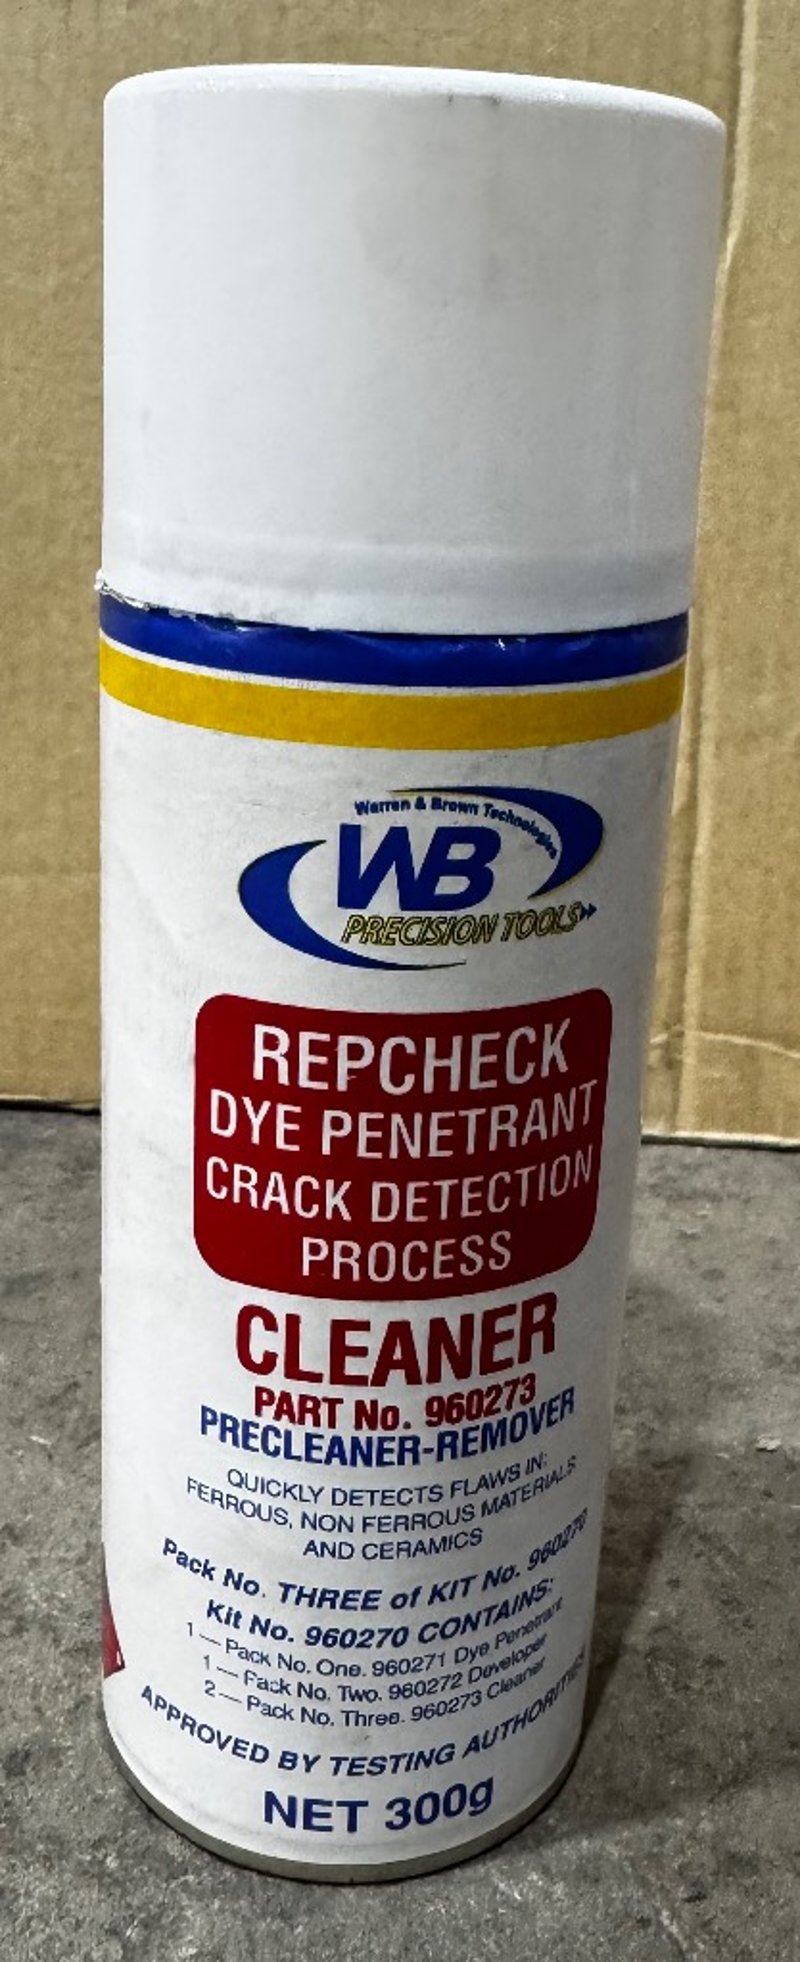 Warren & Brown Technologies
WB
PRECISION TOOLS
REPCHECK
DYE PENETRANT
CRACK DETECTION
PROCESS
CLEANER
PART No. 960273
PRECLEANER-REMOVER
QUICKLY DETECTS FLAWS IN:
FERROUS, NON FERROUS MATERIALS
AND CERAMICS
Pack No. THREE of KIT No. 960270
Kit No. 960270 CONTAINS:
1 — Pack No. One. 960271 Dye Penetrant
1 — Pack No. Two. 960272 Developer
2 — Pack No. Three. 960273 Cleaner
APPROVED BY TESTING AUTHORITIES
NET 300g